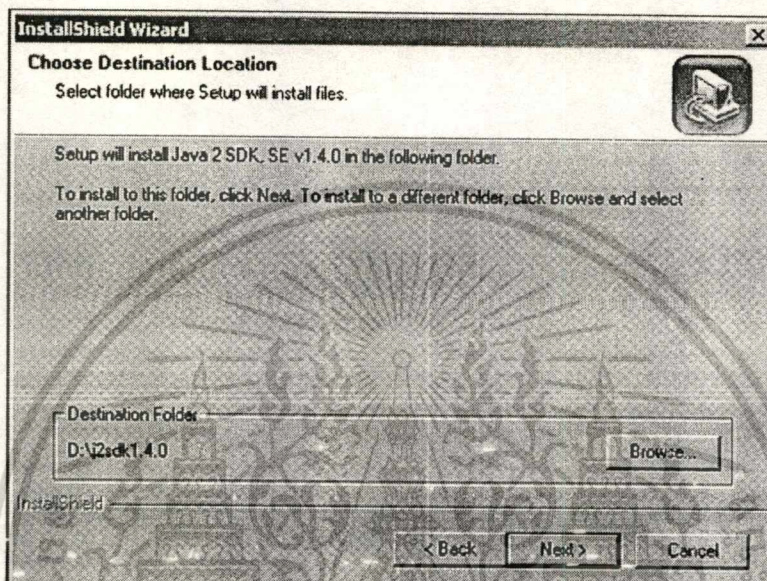 InstallShield Wizard
Choose Destination Location
Select folder where Setup will install files.
Setup will install Java 2 SDK, SE v1.4.0 in the following folder.
To install to this folder, click Next. To install to a different folder, click Browse and select
another folder.
Destination Folder
D:\j2sdk1.4.0
Browse...
InstallShield
< Back
Next >
Cancel